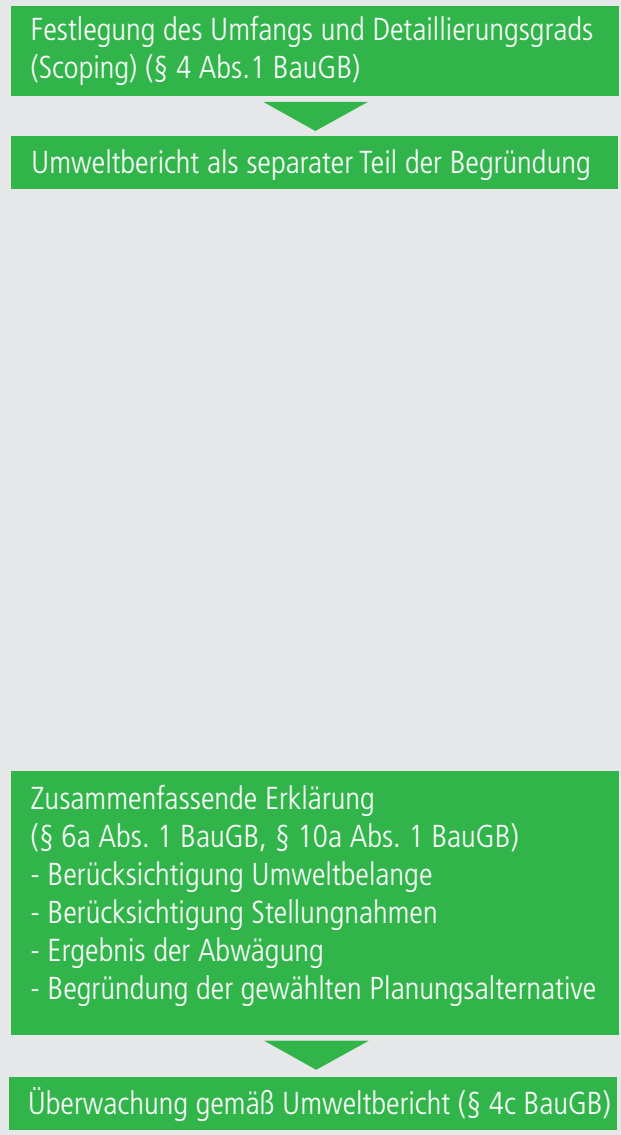 Festlegung des Umfangs und Detaillierungsgrads
(Scoping) (§ 4 Abs.1 BauGB)
Umweltbericht als separater Teil der Begründung
Zusammenfassende Erklärung
(§ 6a Abs. 1 BauGB, § 10a Abs. 1 BauGB)
- Berücksichtigung Umweltbelange
- Berücksichtigung Stellungnahmen
- Ergebnis der Abwägung
- Begründung der gewählten Planungsalternative
Überwachung gemäß Umweltbericht (§ 4c BauGB)